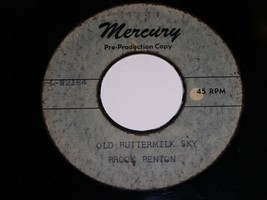 Mercury
Pre-Production Copy
45 RPM
OLD BUTTERMILK SKY
BROOK BENTON